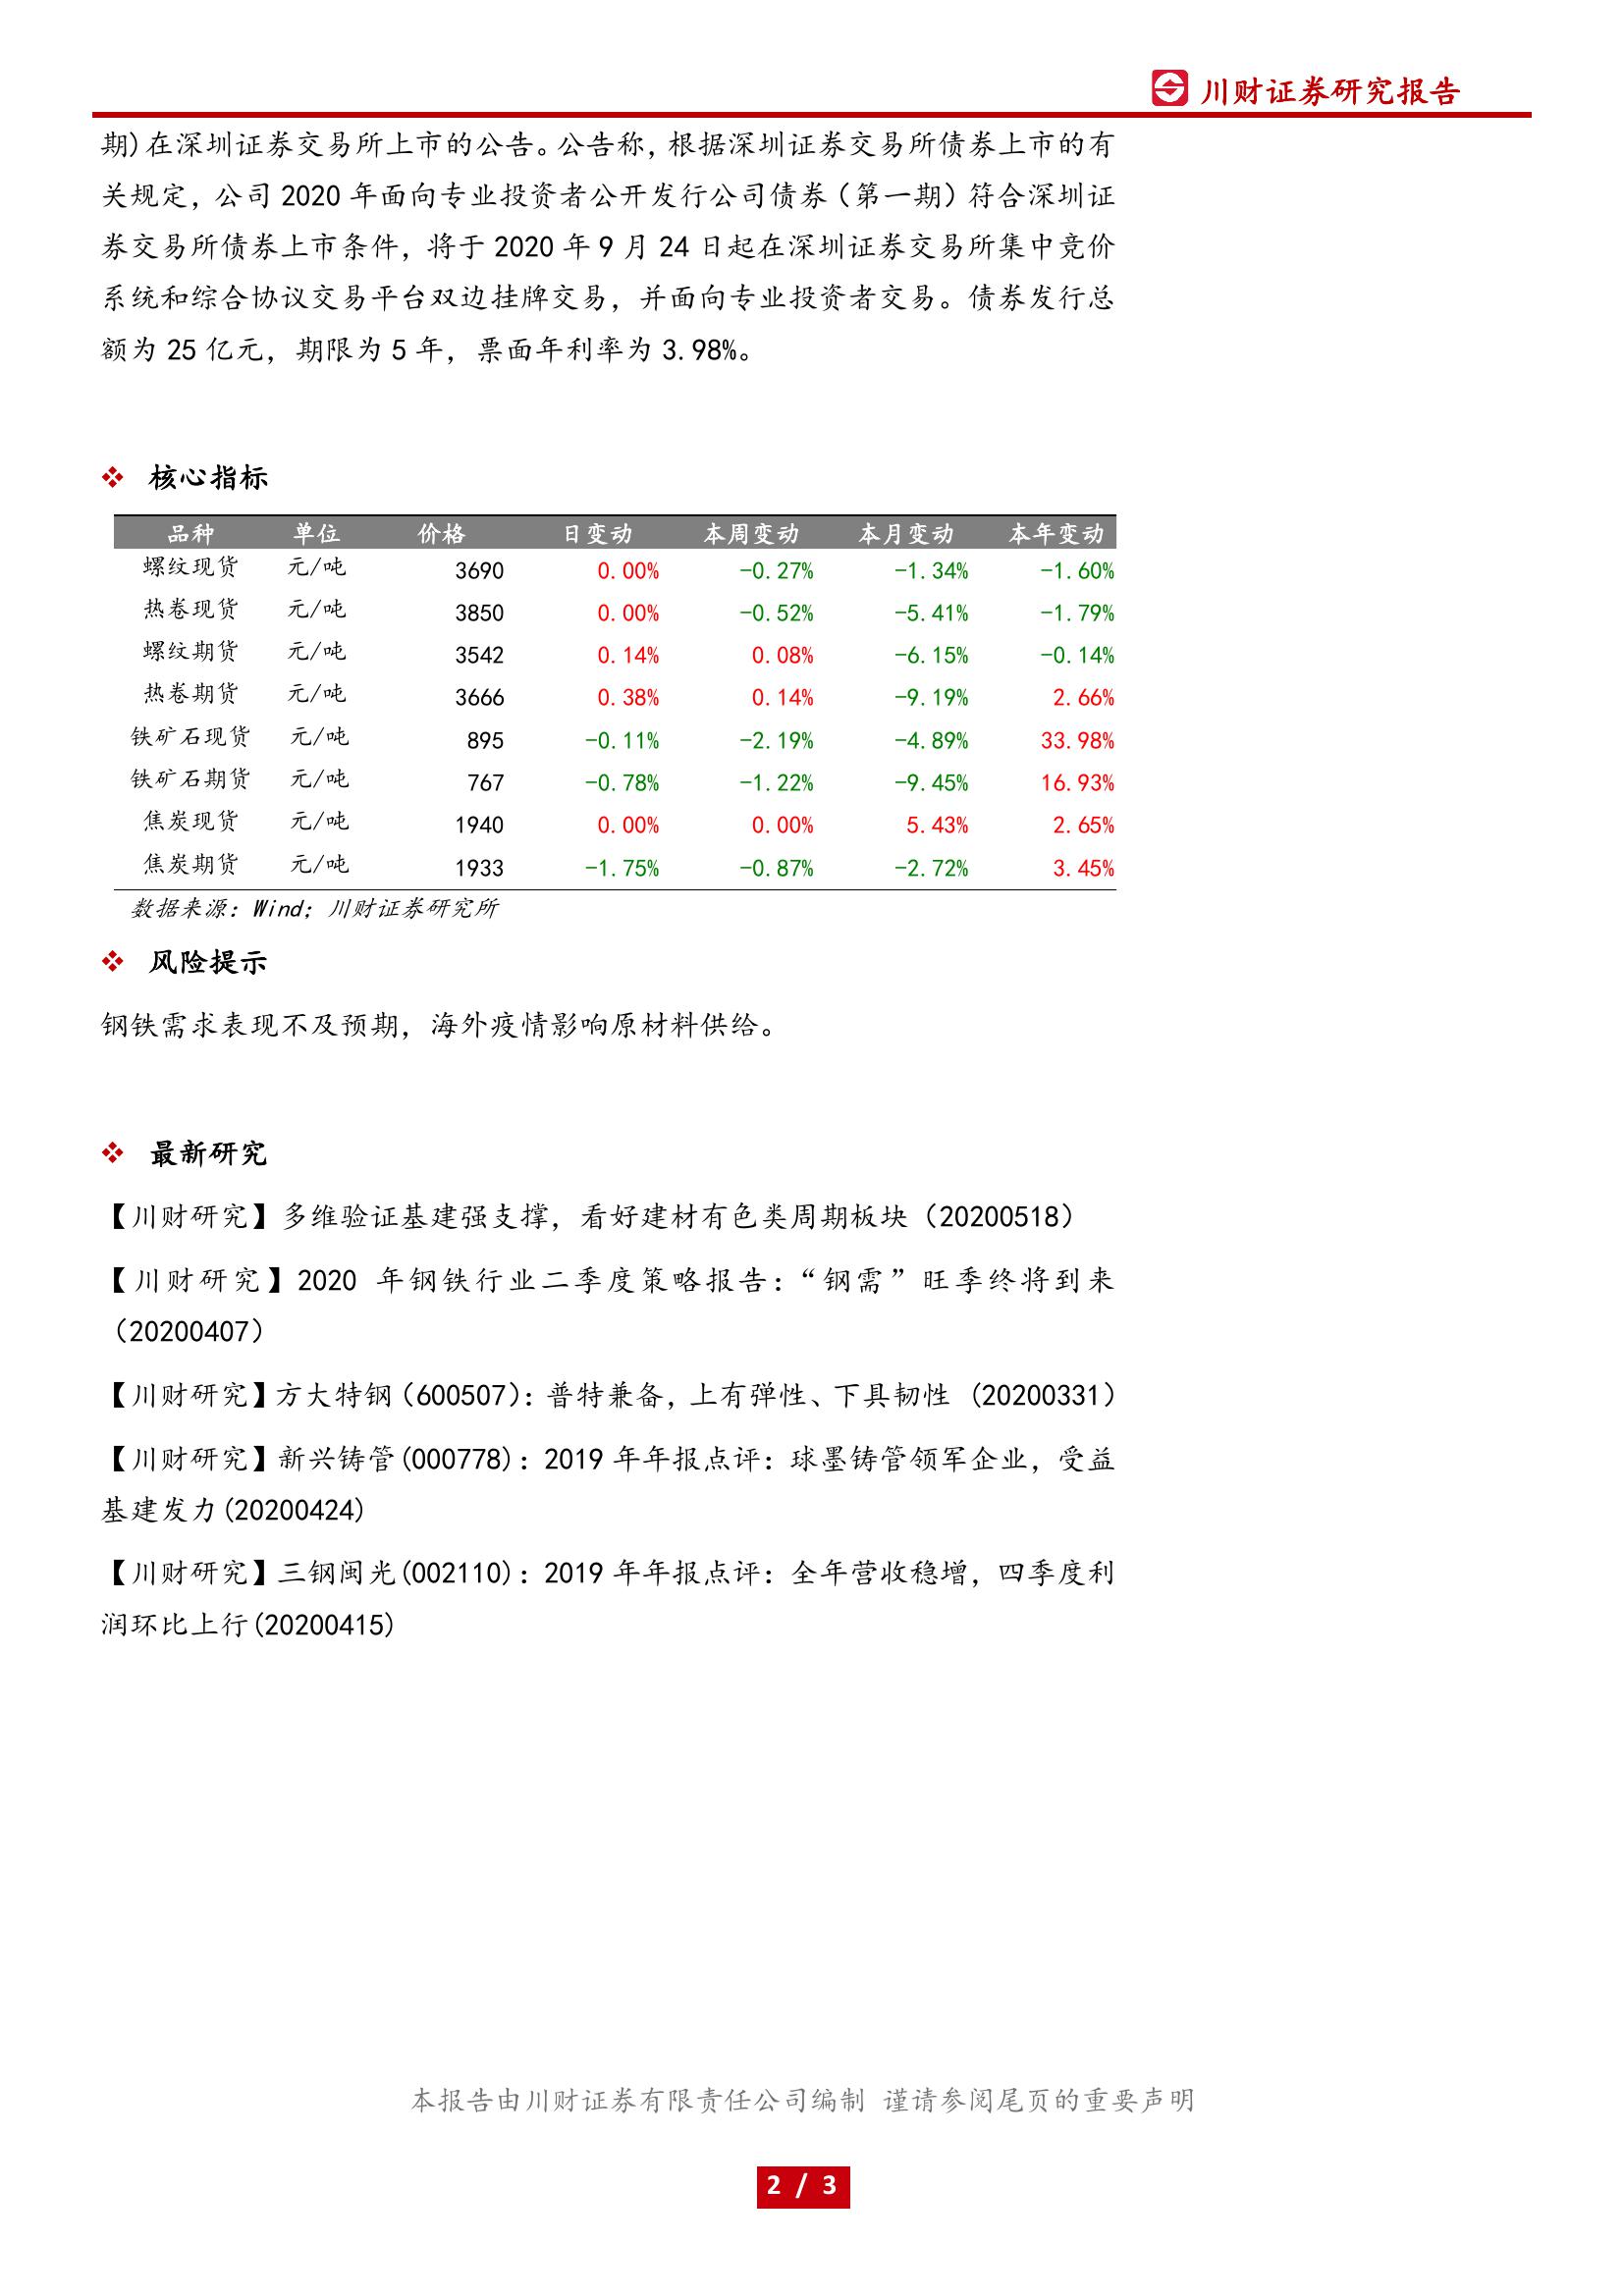 川财证券研究报告
期)在深圳证券交易所上市的公告。公告称，根据深圳证券交易所债券上市的有
关规定，公司 2020 年面向专业投资者公开发行公司债券（第一期）符合深圳证
券交易所债券上市条件，将于 2020 年 9 月 24 日起在深圳证券交易所集中竞价
系统和综合协议交易平台双边挂牌交易，并面向专业投资者交易。债券发行总
额为 25 亿元，期限为 5 年，票面年利率为 3.98%。
❖ 核心指标
品种 单位 价格 日变动 本周变动 本月变动 本年变动
螺纹现货 元/吨 3690 0.00% -0.27% -1.34% -1.60%
热卷现货 元/吨 3850 0.00% -0.52% -5.41% -1.79%
螺纹期货 元/吨 3542 0.14% 0.08% -6.15% -0.14%
热卷期货 元/吨 3666 0.38% 0.14% -9.19% 2.66%
铁矿石现货 元/吨 895 -0.11% -2.19% -4.89% 33.98%
铁矿石期货 元/吨 767 -0.78% -1.22% -9.45% 16.93%
焦炭现货 元/吨 1940 0.00% 0.00% 5.43% 2.65%
焦炭期货 元/吨 1933 -1.75% -0.87% -2.72% 3.45%
数据来源：Wind；川财证券研究所
❖ 风险提示
钢铁需求表现不及预期，海外疫情影响原材料供给。
❖ 最新研究
【川财研究】多维验证基建强支撑，看好建材有色类周期板块（20200518）
【川财研究】2020 年钢铁行业二季度策略报告：“钢需”旺季终将到来
（20200407）
【川财研究】方大特钢（600507）：普特兼备，上有弹性、下具韧性 (20200331）
【川财研究】新兴铸管(000778)：2019 年年报点评：球墨铸管领军企业，受益
基建发力(20200424)
【川财研究】三钢闽光(002110)：2019 年年报点评：全年营收稳增，四季度利
润环比上行(20200415)
本报告由川财证券有限责任公司编制 谨请参阅尾页的重要声明
2 / 3